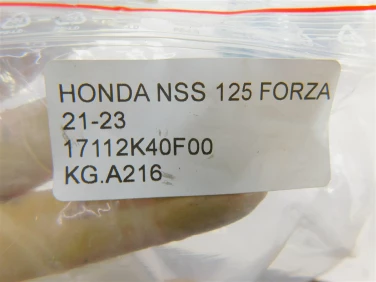 HONDA NSS 125 FORZA
21-23
17112K40F00
KG.A216